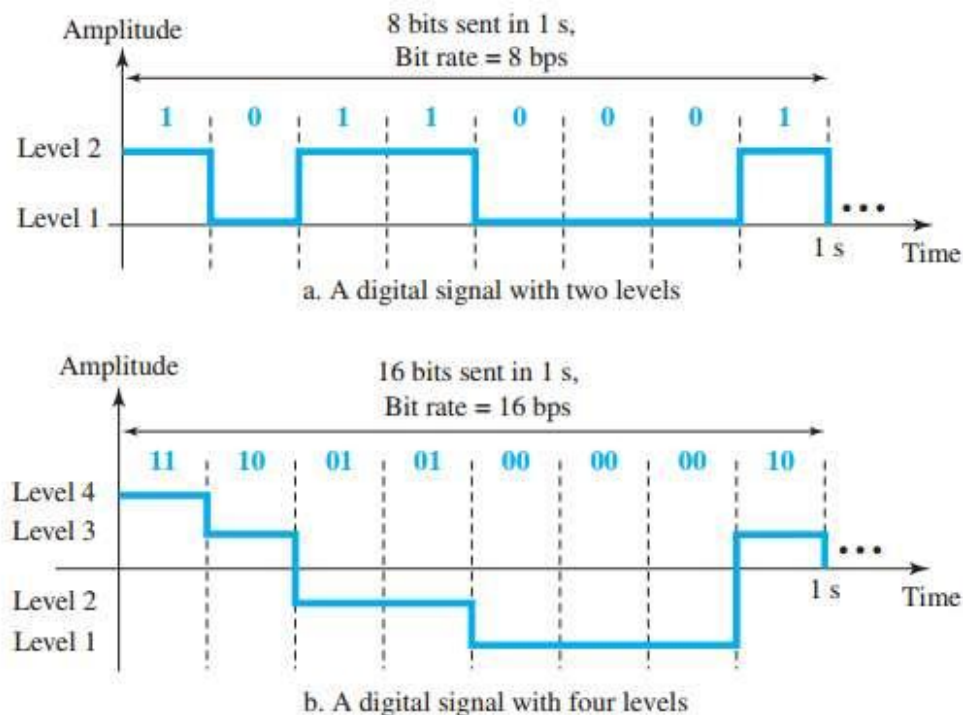 Amplitude
8 bits sent in 1 s,
Bit rate = 8 bps
1 0 1 1 0 0 0 1
Level 2
Level 1
•••
1 s
Time
a. A digital signal with two levels
Amplitude
16 bits sent in 1 s,
Bit rate = 16 bps
11 10 01 01 00 00 00 10
Level 4
Level 3
•••
1 s
Time
Level 2
Level 1
b. A digital signal with four levels